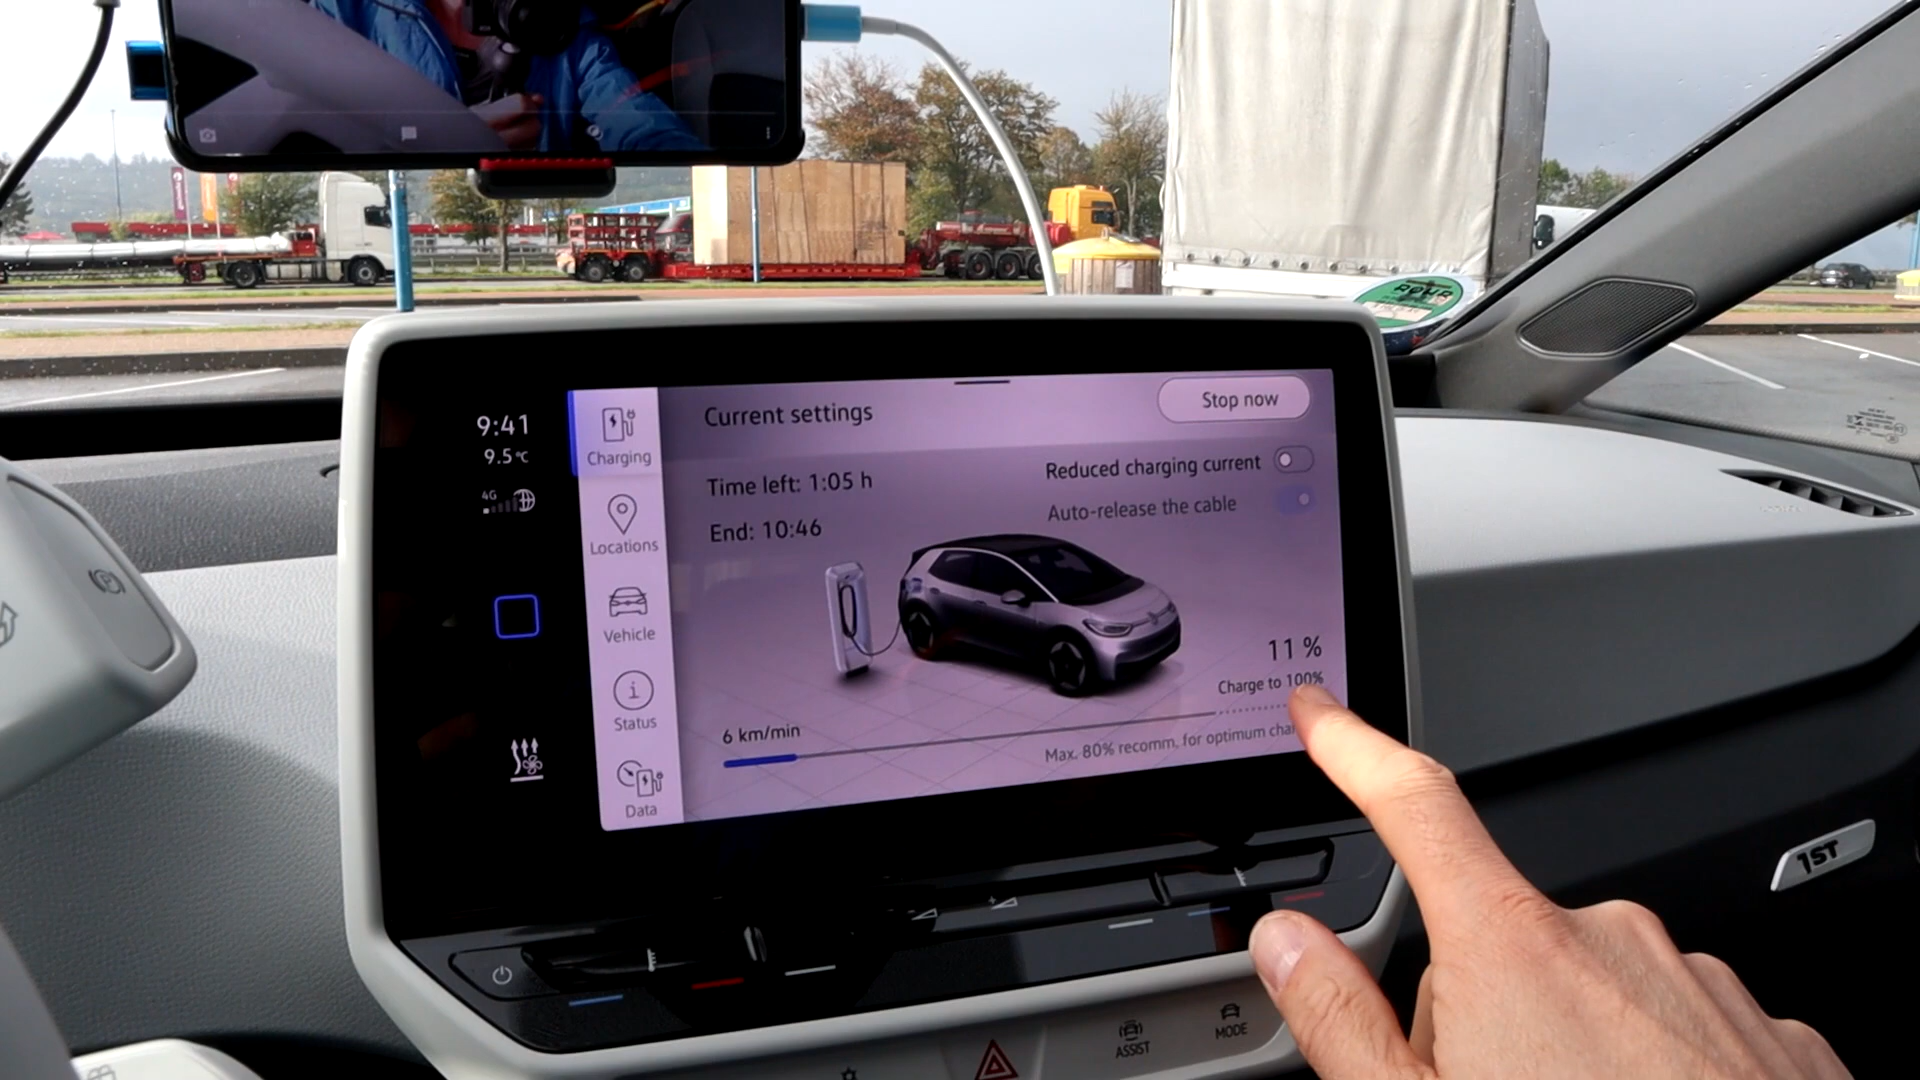 9:41
9.5°C
4G
Charging
Locations
Vehicle
Status
Data
Current settings
Stop now
Time left: 1:05 h
End: 10:46
Reduced charging current
Auto-release the cable
11 %
Charge to 100%
6 km/min
Max. 80% recomm. for optimum
1ST
ASSIST
MODE